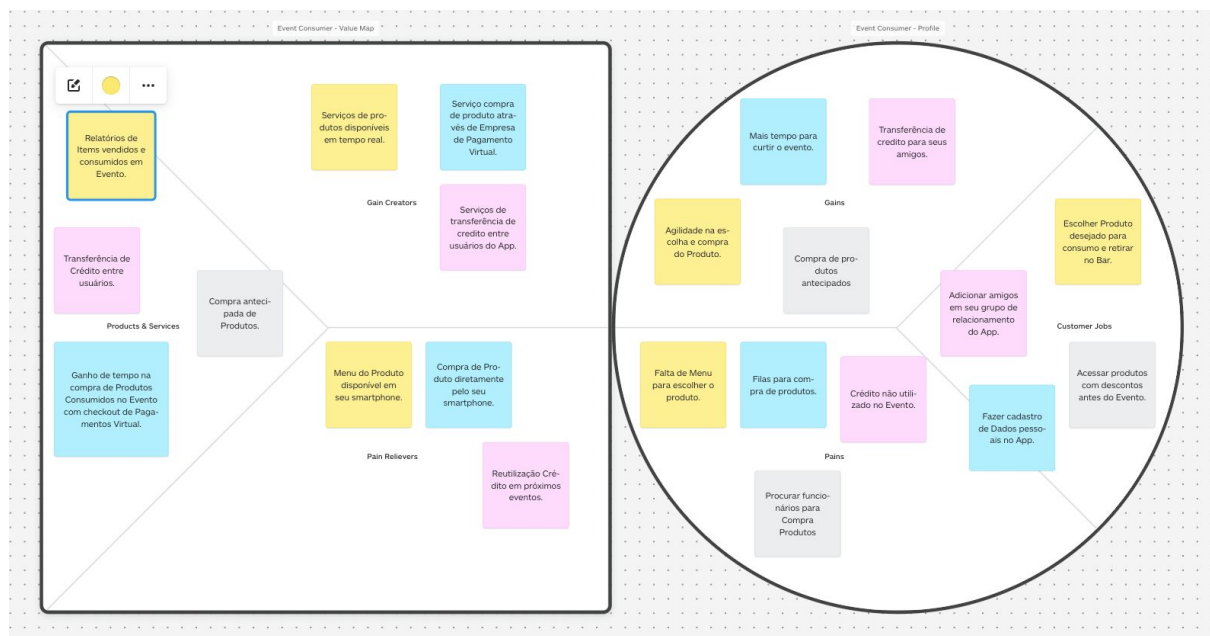 Event Consumer - Value Map
Relatórios de
Items vendidos e
consumidos em
Evento.
Serviços de pro-
dutos disponíveis
em tempo real.
Serviço compra
de produto atra-
vés de Empresa
de Pagamento
Virtual.
Gain Creators
Serviços de
transferência de
credito entre
usuários do App.
Transferência de
Crédito entre
usuários.
Compra anteci-
pada de
Produtos.
Products & Services
Ganho de tempo na
compra de Produtos
Consumidos no Evento
com checkout de Paga-
mentos Virtual.
Menu do Produto
disponível em
seu smartphone.
Compra de Pro-
duto diretamente
pelo seu
smartphone.
Pain Relievers
Reutilização Cré-
dito em próximos
eventos.
Event Consumer - Profile
Mais tempo para
curtir o evento.
Transferência de
credito para seus
amigos.
Gains
Agilidade na es-
colha e compra
do Produto.
Compra de pro-
dutos
antecipados
Escolher Produto
desejado para
consumo e retirar
no Bar.
Adicionar amigos
em seu grupo de
relacionamento
do App.
Customer Jobs
Falta de Menu
para escolher o
produto.
Filas para com-
pra de produtos.
Crédito não utili-
zado no Evento.
Acessar produtos
com descontos
antes do Evento.
Fazer cadastro
de Dados pesso-
ais no App.
Pains
Procurar funcio-
nários para
Compra
Produtos